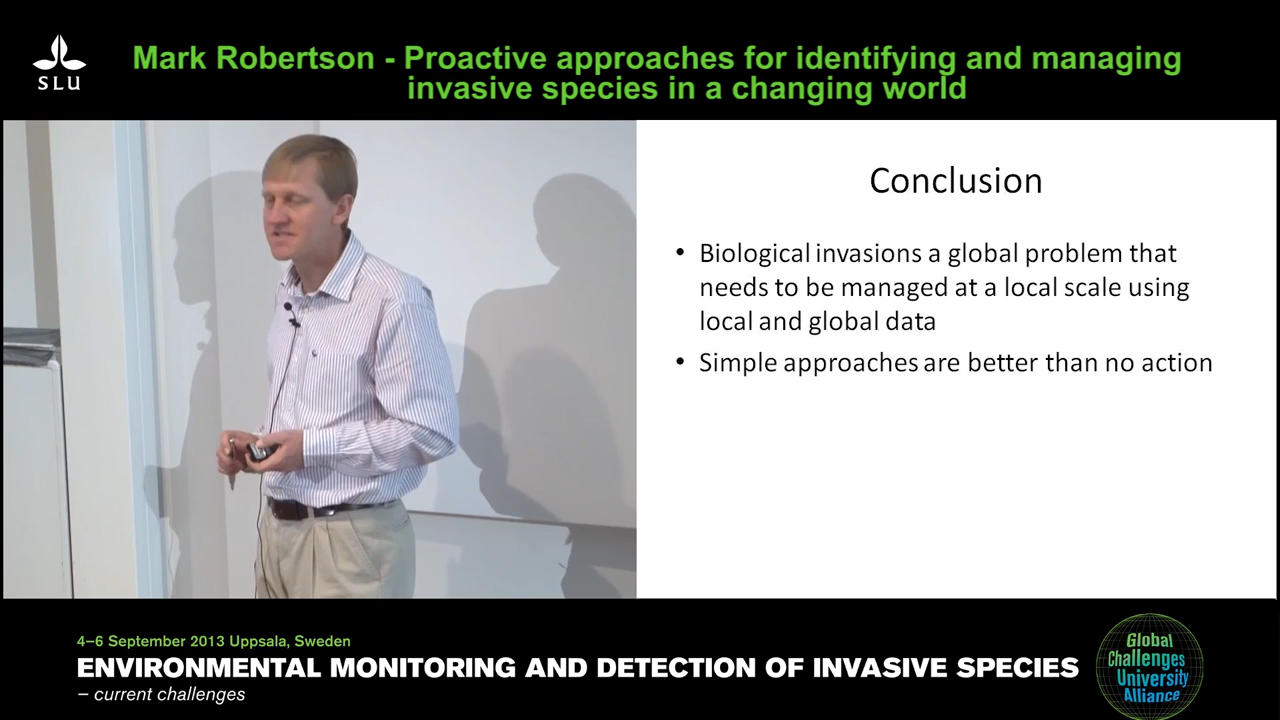 SLU
Mark Robertson - Proactive approaches for identifying and managing
invasive species in a changing world
Conclusion
• Biological invasions a global problem that
needs to be managed at a local scale using
local and global data
• Simple approaches are better than no action
4–6 September 2013 Uppsala, Sweden
ENVIRONMENTAL MONITORING AND DETECTION OF INVASIVE SPECIES
– current challenges
Global
Challenges
University
Alliance